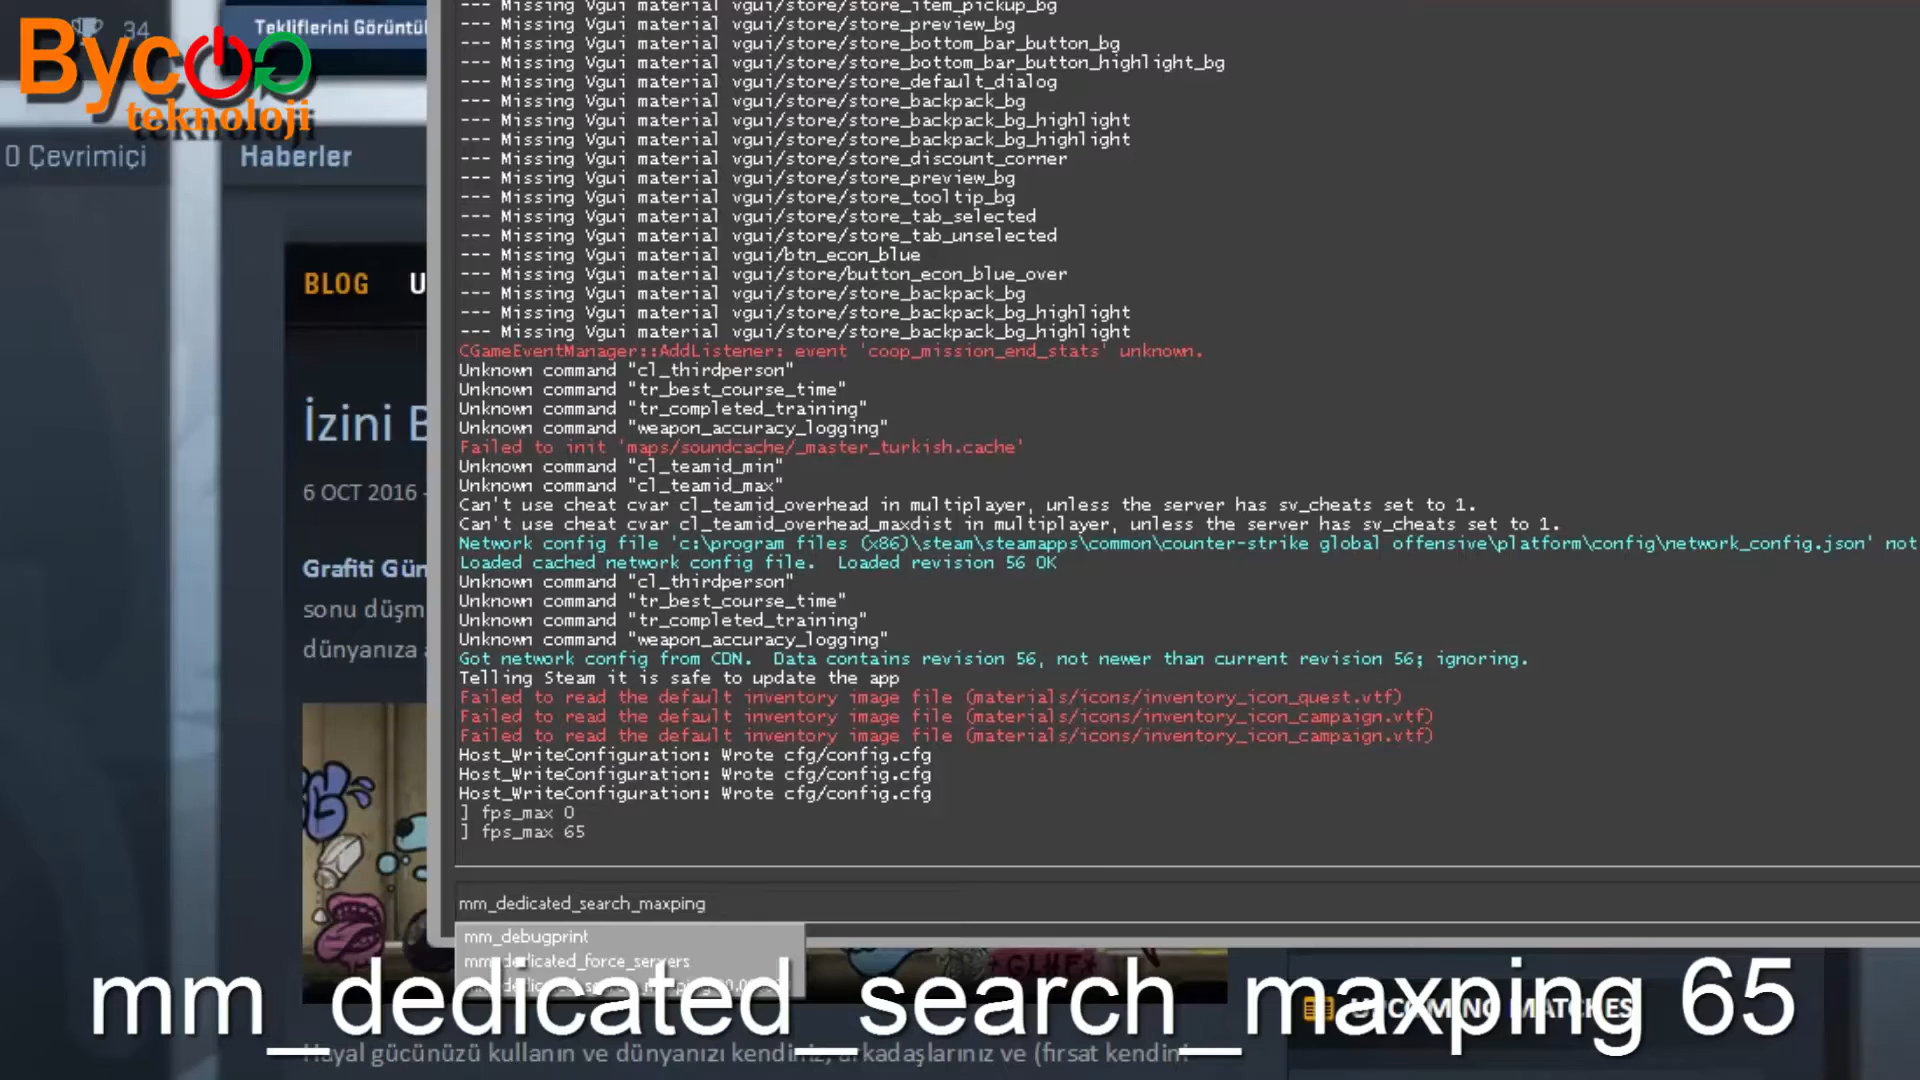 34
Tekliflerini Görüntül
Bycoo
teknoloji
0 Çevrimiçi
Haberler
BLOG U
İzini B
6 OCT 2016 -
Grafiti Gün
sonu düşm
dünyanıza a
--- Missing Vgui material vgui/store/store_item_pickup_bg
--- Missing Vgui material vgui/store/store_preview_bg
--- Missing Vgui material vgui/store/store_bottom_bar_button_bg
--- Missing Vgui material vgui/store/store_bottom_bar_button_highlight_bg
--- Missing Vgui material vgui/store/store_default_dialog
--- Missing Vgui material vgui/store/store_backpack_bg
--- Missing Vgui material vgui/store/store_backpack_bg_highlight
--- Missing Vgui material vgui/store/store_backpack_bg_highlight
--- Missing Vgui material vgui/store/store_discount_corner
--- Missing Vgui material vgui/store/store_preview_bg
--- Missing Vgui material vgui/store/store_tooltip_bg
--- Missing Vgui material vgui/store/store_tab_selected
--- Missing Vgui material vgui/store/store_tab_unselected
--- Missing Vgui material vgui/btn_econ_blue
--- Missing Vgui material vgui/store/button_econ_blue_over
--- Missing Vgui material vgui/store/store_backpack_bg
--- Missing Vgui material vgui/store/store_backpack_bg_highlight
--- Missing Vgui material vgui/store/store_backpack_bg_highlight
CGameEventManager::AddListener: event 'coop_mission_end_stats' unknown.
Unknown command "cl_thirdperson"
Unknown command "tr_best_course_time"
Unknown command "tr_completed_training"
Unknown command "weapon_accuracy_logging"
Failed to init 'maps/soundcache/_master_turkish.cache'
Unknown command "cl_teamid_min"
Unknown command "cl_teamid_max"
Can't use cheat cvar cl_teamid_overhead in multiplayer, unless the server has sv_cheats set to 1.
Can't use cheat cvar cl_teamid_overhead_maxdist in multiplayer, unless the server has sv_cheats set to 1.
Network config file 'c:\program files (x86)\steam\steamapps\common\counter-strike global offensive\platform\config\network_config.json' not
Loaded cached network config file.  Loaded revision 56 OK
Unknown command "cl_thirdperson"
Unknown command "tr_best_course_time"
Unknown command "tr_completed_training"
Unknown command "weapon_accuracy_logging"
Got network config from CDN.  Data contains revision 56, not newer than current revision 56; ignoring.
Telling Steam it is safe to update the app
Failed to read the default inventory image file (materials/icons/inventory_icon_quest.vtf)
Failed to read the default inventory image file (materials/icons/inventory_icon_campaign.vtf)
Failed to read the default inventory image file (materials/icons/inventory_icon_campaign.vtf)
Host_WriteConfiguration: Wrote cfg/config.cfg
Host_WriteConfiguration: Wrote cfg/config.cfg
Host_WriteConfiguration: Wrote cfg/config.cfg
] fps_max 0
] fps_max 65
mm_dedicated_search_maxping
mm_debugprint
mm_dedicated_force_servers
GLHF
UPCOMING MATCHES
mm_dedicated_search_maxping 65
Hayal gücünüzü kullanın ve dünyanızı kendiniz, arkadaşlarınız ve (fırsat kendin